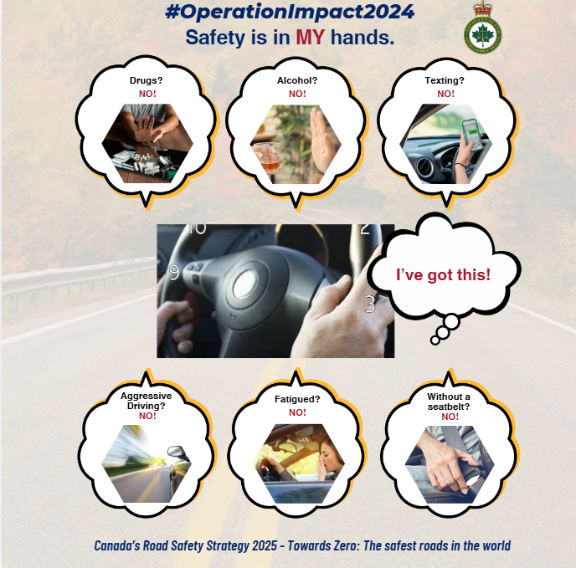 #OperationImpact2024
Safety is in MY hands.
Drugs?
NO!
Alcohol?
NO!
Texting?
NO!
10
2
9
3
I've got this!
Aggressive
Driving?
NO!
Fatigued?
NO!
Without a
seatbelt?
NO!
Canada's Road Safety Strategy 2025 - Towards Zero: The safest roads in the world